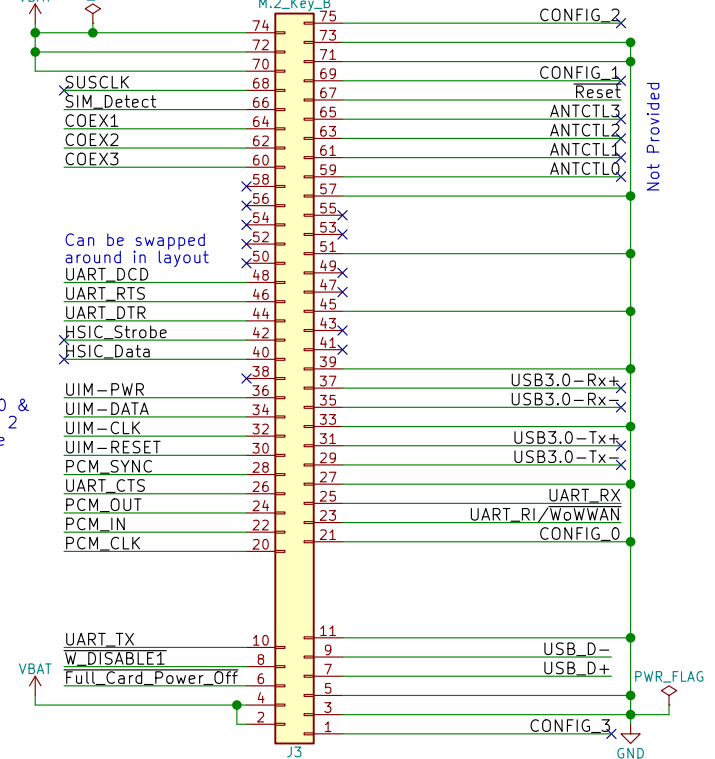 VBAT
M.2_Key_B
74
72
70
SUSCLK 68
SIM_Detect 66
COEX1 64
COEX2 62
COEX3 60
58
56
54
52
50
Can be swapped
around in layout
UART_DCD 48
UART_RTS 46
UART_DTR 44
HSIC_Strobe 42
HSIC_Data 40
38
UIM-PWR 36
UIM-DATA 34
UIM-CLK 32
UIM-RESET 30
PCM_SYNC 28
UART_CTS 26
PCM_OUT 24
PCM_IN 22
PCM_CLK 20
0 &
2
e
UART_TX 10
W_DISABLE1 8
Full_Card_Power_Off 6
VBAT
4
2
75 CONFIG_2
73
71
69 CONFIG_1
67 Reset
65 ANTCTL3
63 ANTCTL2
61 ANTCTL1
59 ANTCTL0
Not Provided
57
55
53
51
49
47
45
43
41
39
37 USB3.0-Rx+
35 USB3.0-Rx-
33
31 USB3.0-Tx+
29 USB3.0-Tx-
27
25 UART_RX
23 UART_RI/WoWWAN
21 CONFIG_0
11
9 USB_D-
7 USB_D+
5
3
PWR_FLAG
1 CONFIG_3
GND
J3